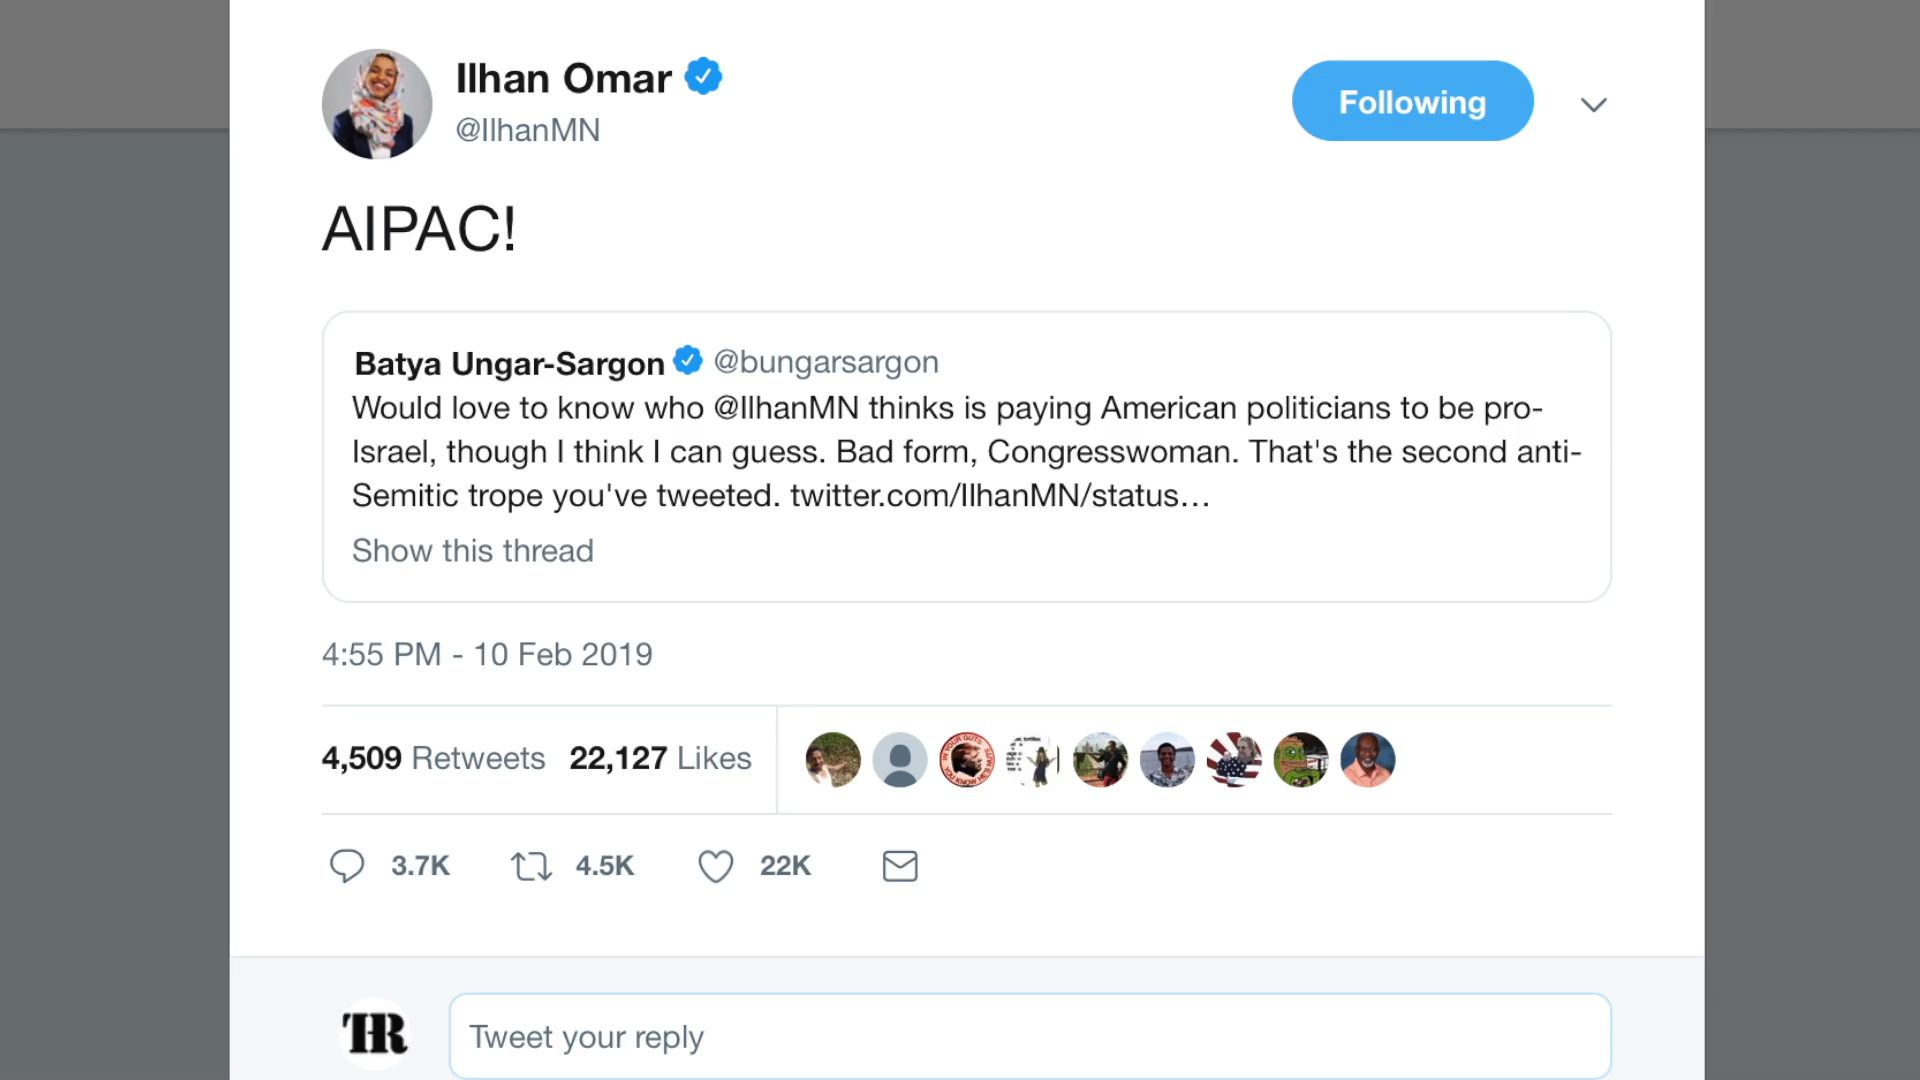 Ilhan Omar
@IlhanMN
Following
AIPAC!
Batya Ungar-Sargon @bungarsargon
Would love to know who @IlhanMN thinks is paying American politicians to be pro-
Israel, though I think I can guess. Bad form, Congresswoman. That's the second anti-
Semitic trope you've tweeted. twitter.com/IlhanMN/status…
Show this thread
4:55 PM - 10 Feb 2019
4,509 Retweets 22,127 Likes
3.7K 4.5K 22K
THR
Tweet your reply